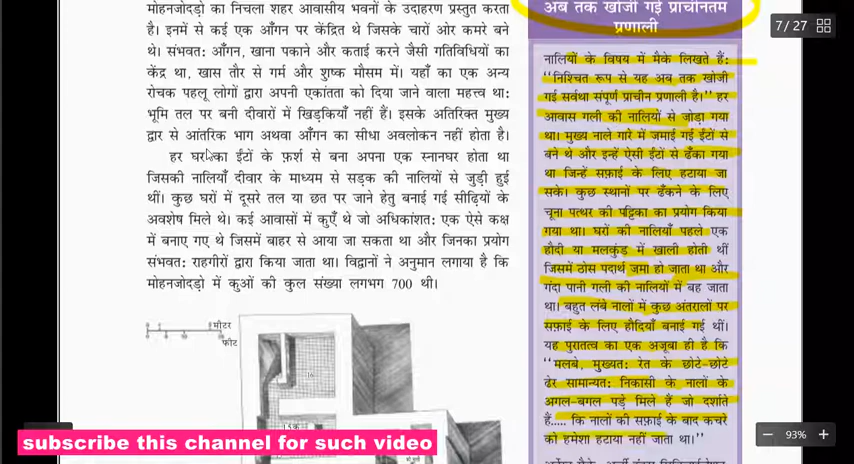 मोहनजोदड़ो का निचला शहर आवासीय भवनों के उदाहरण प्रस्तुत करता
है। इनमें से कई एक आँगन पर केंद्रित थे जिसके चारों ओर कमरे बने
थे। संभवत: आँगन, खाना पकाने और कताई करने जैसी गतिविधियों का
केंद्र था, खास तौर से गर्म और शुष्क मौसम में। यहाँ का एक अन्य
रोचक पहलू लोगों द्वारा अपनी एकांतता को दिया जाने वाला महत्त्व था:
भूमि तल पर बनी दीवारों में खिड़कियाँ नहीं हैं। इसके अतिरिक्त मुख्य
द्वार से आंतरिक भाग अथवा आँगन का सीधा अवलोकन नहीं होता है।
हर घर का ईंटों के फ़र्श से बना अपना एक स्नानघर होता था
जिसकी नालियाँ दीवार के माध्यम से सड़क की नालियों से जुड़ी हुई
थीं। कुछ घरों में दूसरे तल या छत पर जाने हेतु बनाई गई सीढ़ियों के
अवशेष मिले थे। कई आवासों में कुएँ थे जो अधिकांशत: एक ऐसे कक्ष
में बनाए गए थे जिसमें बाहर से आया जा सकता था और जिनका प्रयोग
संभवत: राहगीरों द्वारा किया जाता था। विद्वानों ने अनुमान लगाया है कि
मोहनजोदड़ो में कुओं की कुल संख्या लगभग 700 थी।
मीटर
फीट
16
15क
अब तक खोजी गई प्राचीनतम
प्रणाली
नालियों के विषय में मैके लिखते हैं:
“निश्चित रूप से यह अब तक खोजी
गई सर्वथा संपूर्ण प्राचीन प्रणाली है।” हर
आवास गली की नालियों से जोड़ा गया
था। मुख्य नाले गारे में जमाई गई ईंटों से
बने थे और इन्हें ऐसी ईंटों से ढँका गया
था जिन्हें सफ़ाई के लिए हटाया जा
सके। कुछ स्थानों पर ढँकने के लिए
चूना पत्थर की पट्टिका का प्रयोग किया
गया था। घरों की नालियाँ पहले एक
हौदी या मलकुंड में खाली होती थीं
जिसमें ठोस पदार्थ जमा हो जाता था और
गंदा पानी गली की नालियों में बह जाता
था। बहुत लंबे नालों में कुछ अंतरालों पर
सफ़ाई के लिए हौदियाँ बनाई गई थीं।
यह पुरातत्व का एक अजूबा ही है कि
“मलबे, मुख्यत: रेत के छोटे-छोटे
ढेर सामान्यत: निकासी के नालों के
अगल-बगल पड़े मिले हैं जो दर्शाते
हैं..... कि नालों की सफ़ाई के बाद कचरे
को हमेशा हटाया नहीं जाता था।”
7 / 27
93%
subscribe this channel for such video